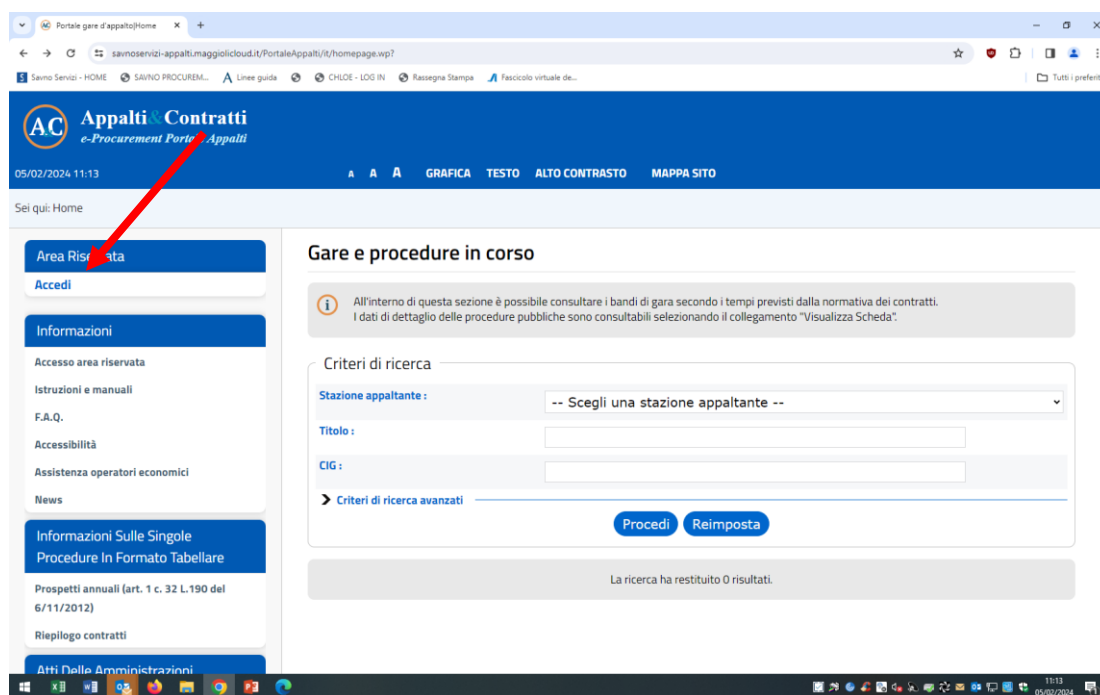 Portale gare d'appalto|Home
savnoservizi-appalti.maggiolicloud.it/PortaleAppalti/it/homepage.wp?
Savno Servizi - HOME SAVNO PROCUREM... Linee guida CHLOE - LOG IN Rassegna Stampa Fascicolo virtuale de... Tutti i preferit
A&C Appalti&Contratti
e-Procurement Appalti
05/02/2024 11:13 A A A GRAFICA TESTO ALTO CONTRASTO MAPPA SITO
Sei qui: Home
Area
Accedi
Informazioni
Accesso area riservata
Istruzioni e manuali
F.A.Q.
Accessibilità
Assistenza operatori economici
News
Informazioni Sulle Singole
Procedure In Formato Tabellare
Prospetti annuali (art. 1 c. 32 L.190 del
6/11/2012)
Riepilogo contratti
Atti Delle Amministrazioni
Gare e procedure in corso
All'interno di questa sezione è possibile consultare i bandi di gara secondo i tempi previsti dalla normativa dei contratti.
I dati di dettaglio delle procedure pubbliche sono consultabili selezionando il collegamento "Visualizza Scheda".
Criteri di ricerca
Stazione appaltante :
-- Scegli una stazione appaltante --
Titolo :
CIG :
Criteri di ricerca avanzati
Procedi Reimposta
La ricerca ha restituito 0 risultati.
11:13
05/02/2024